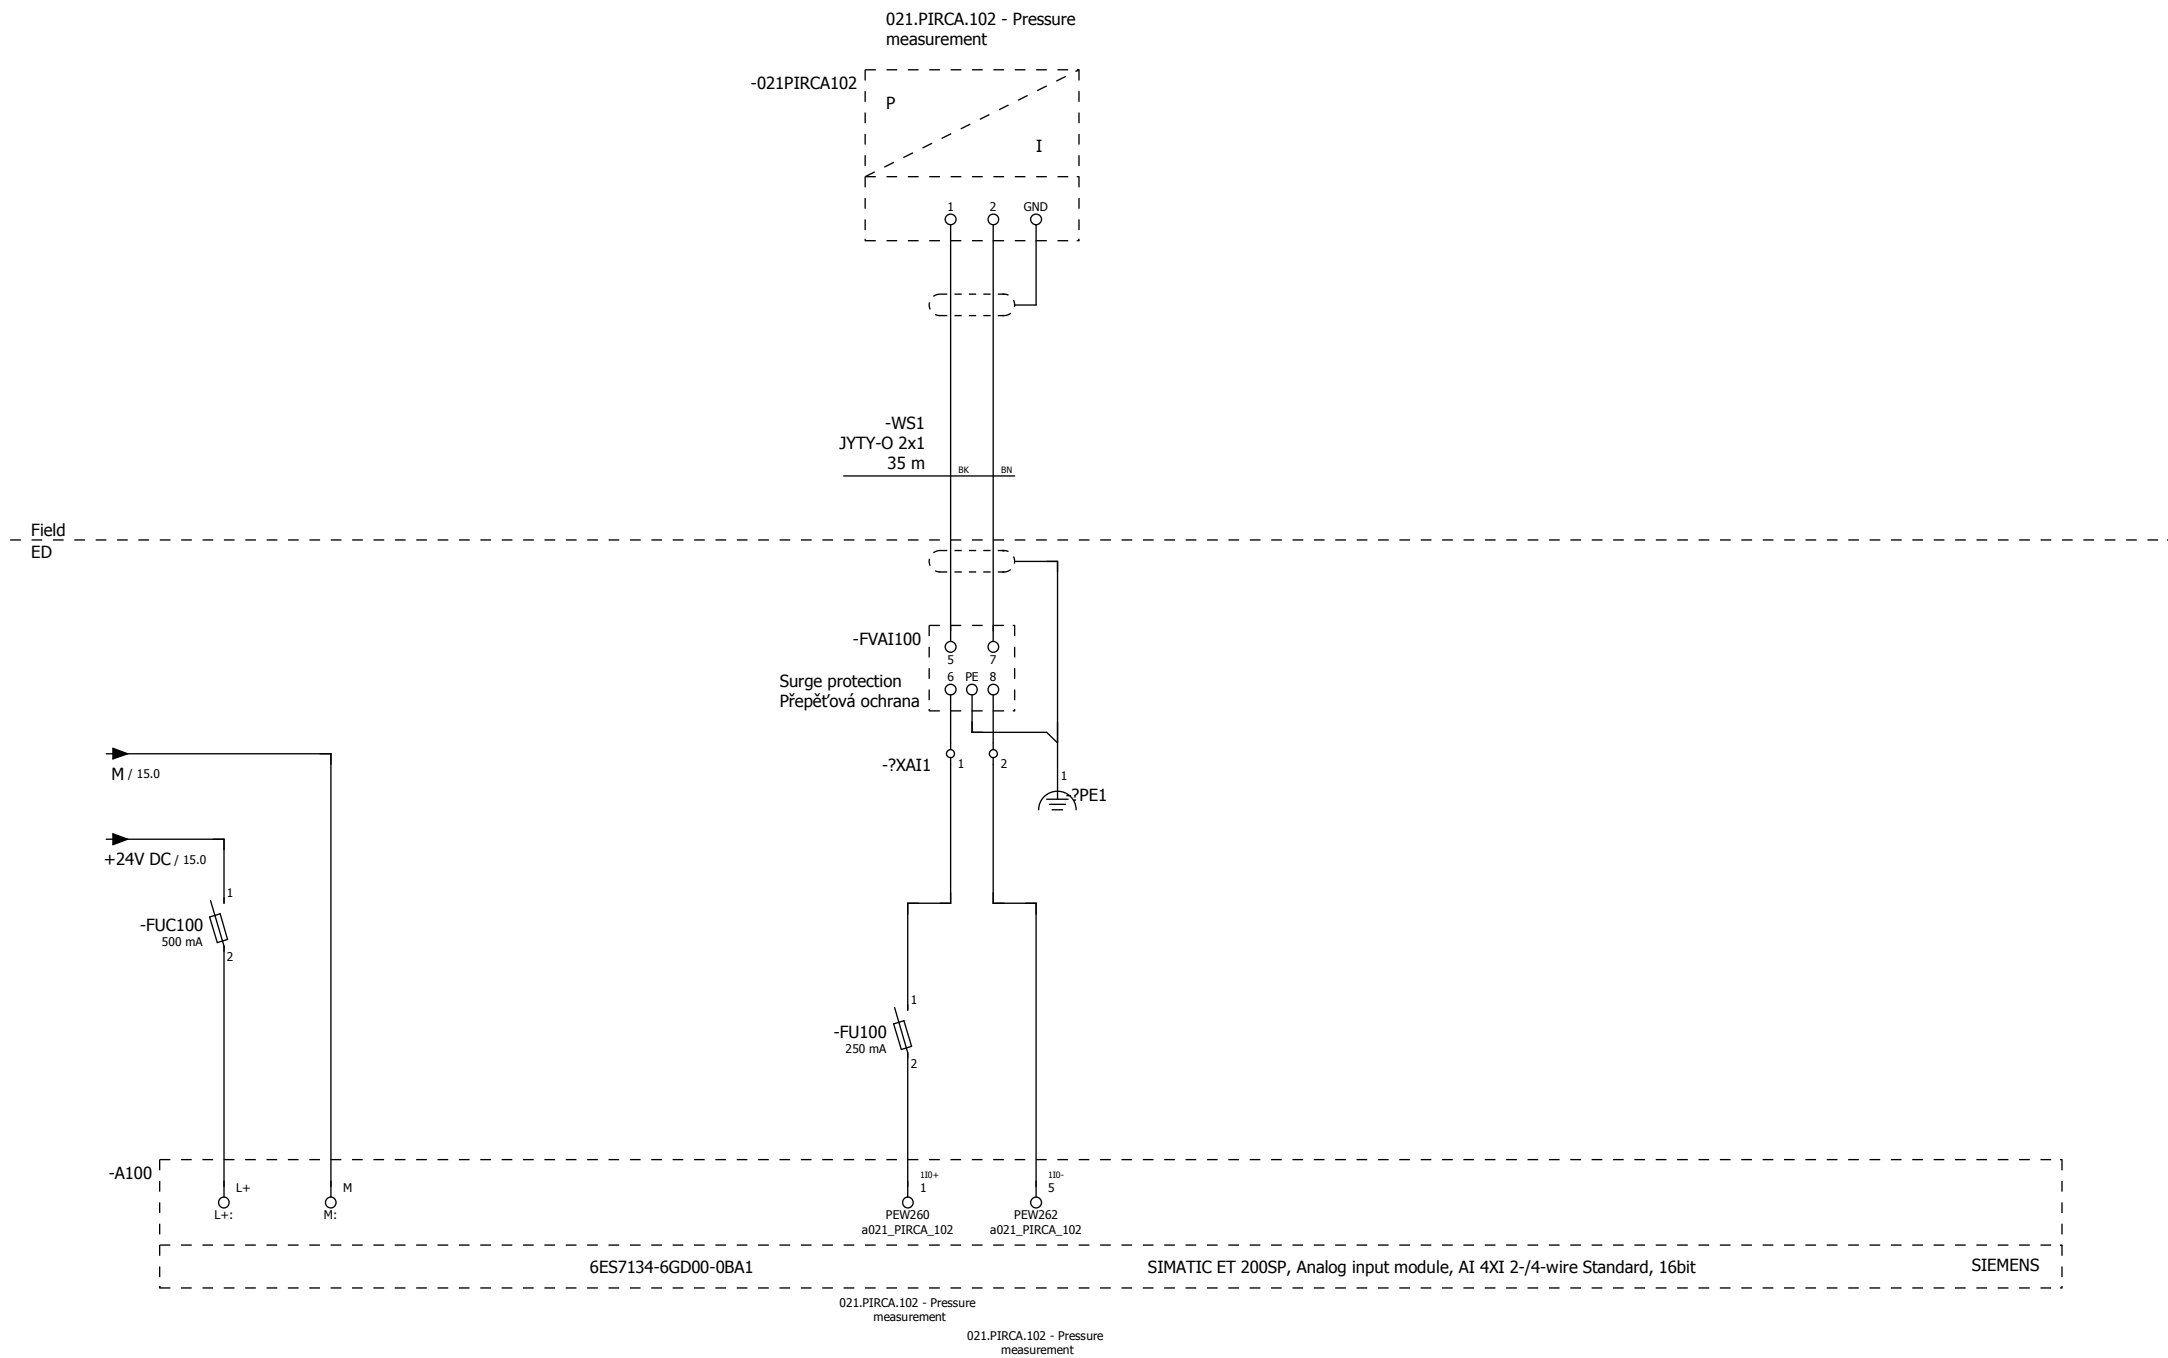 021.PIRCA.102 - Pressure
measurement
-021PIRCA102
P
I
1
2
GND
-WS1
JYTY-O 2x1
35 m
BK
BN
Field
ED
-FVAI100
5
7
Surge protection
Přepěťová ochrana
6
PE
8
-?XAI1
1
2
M / 15.0
1
-?PE1
+24V DC / 15.0
1
-FUC100
500 mA
2
1
-FU100
250 mA
2
-A100
L+
L+:
M
M:
1I0+
1
PEW260
a021_PIRCA_102
1I0-
5
PEW262
a021_PIRCA_102
6ES7134-6GD00-0BA1
SIMATIC ET 200SP, Analog input module, AI 4XI 2-/4-wire Standard, 16bit
SIEMENS
021.PIRCA.102 - Pressure
measurement
021.PIRCA.102 - Pressure
measurement